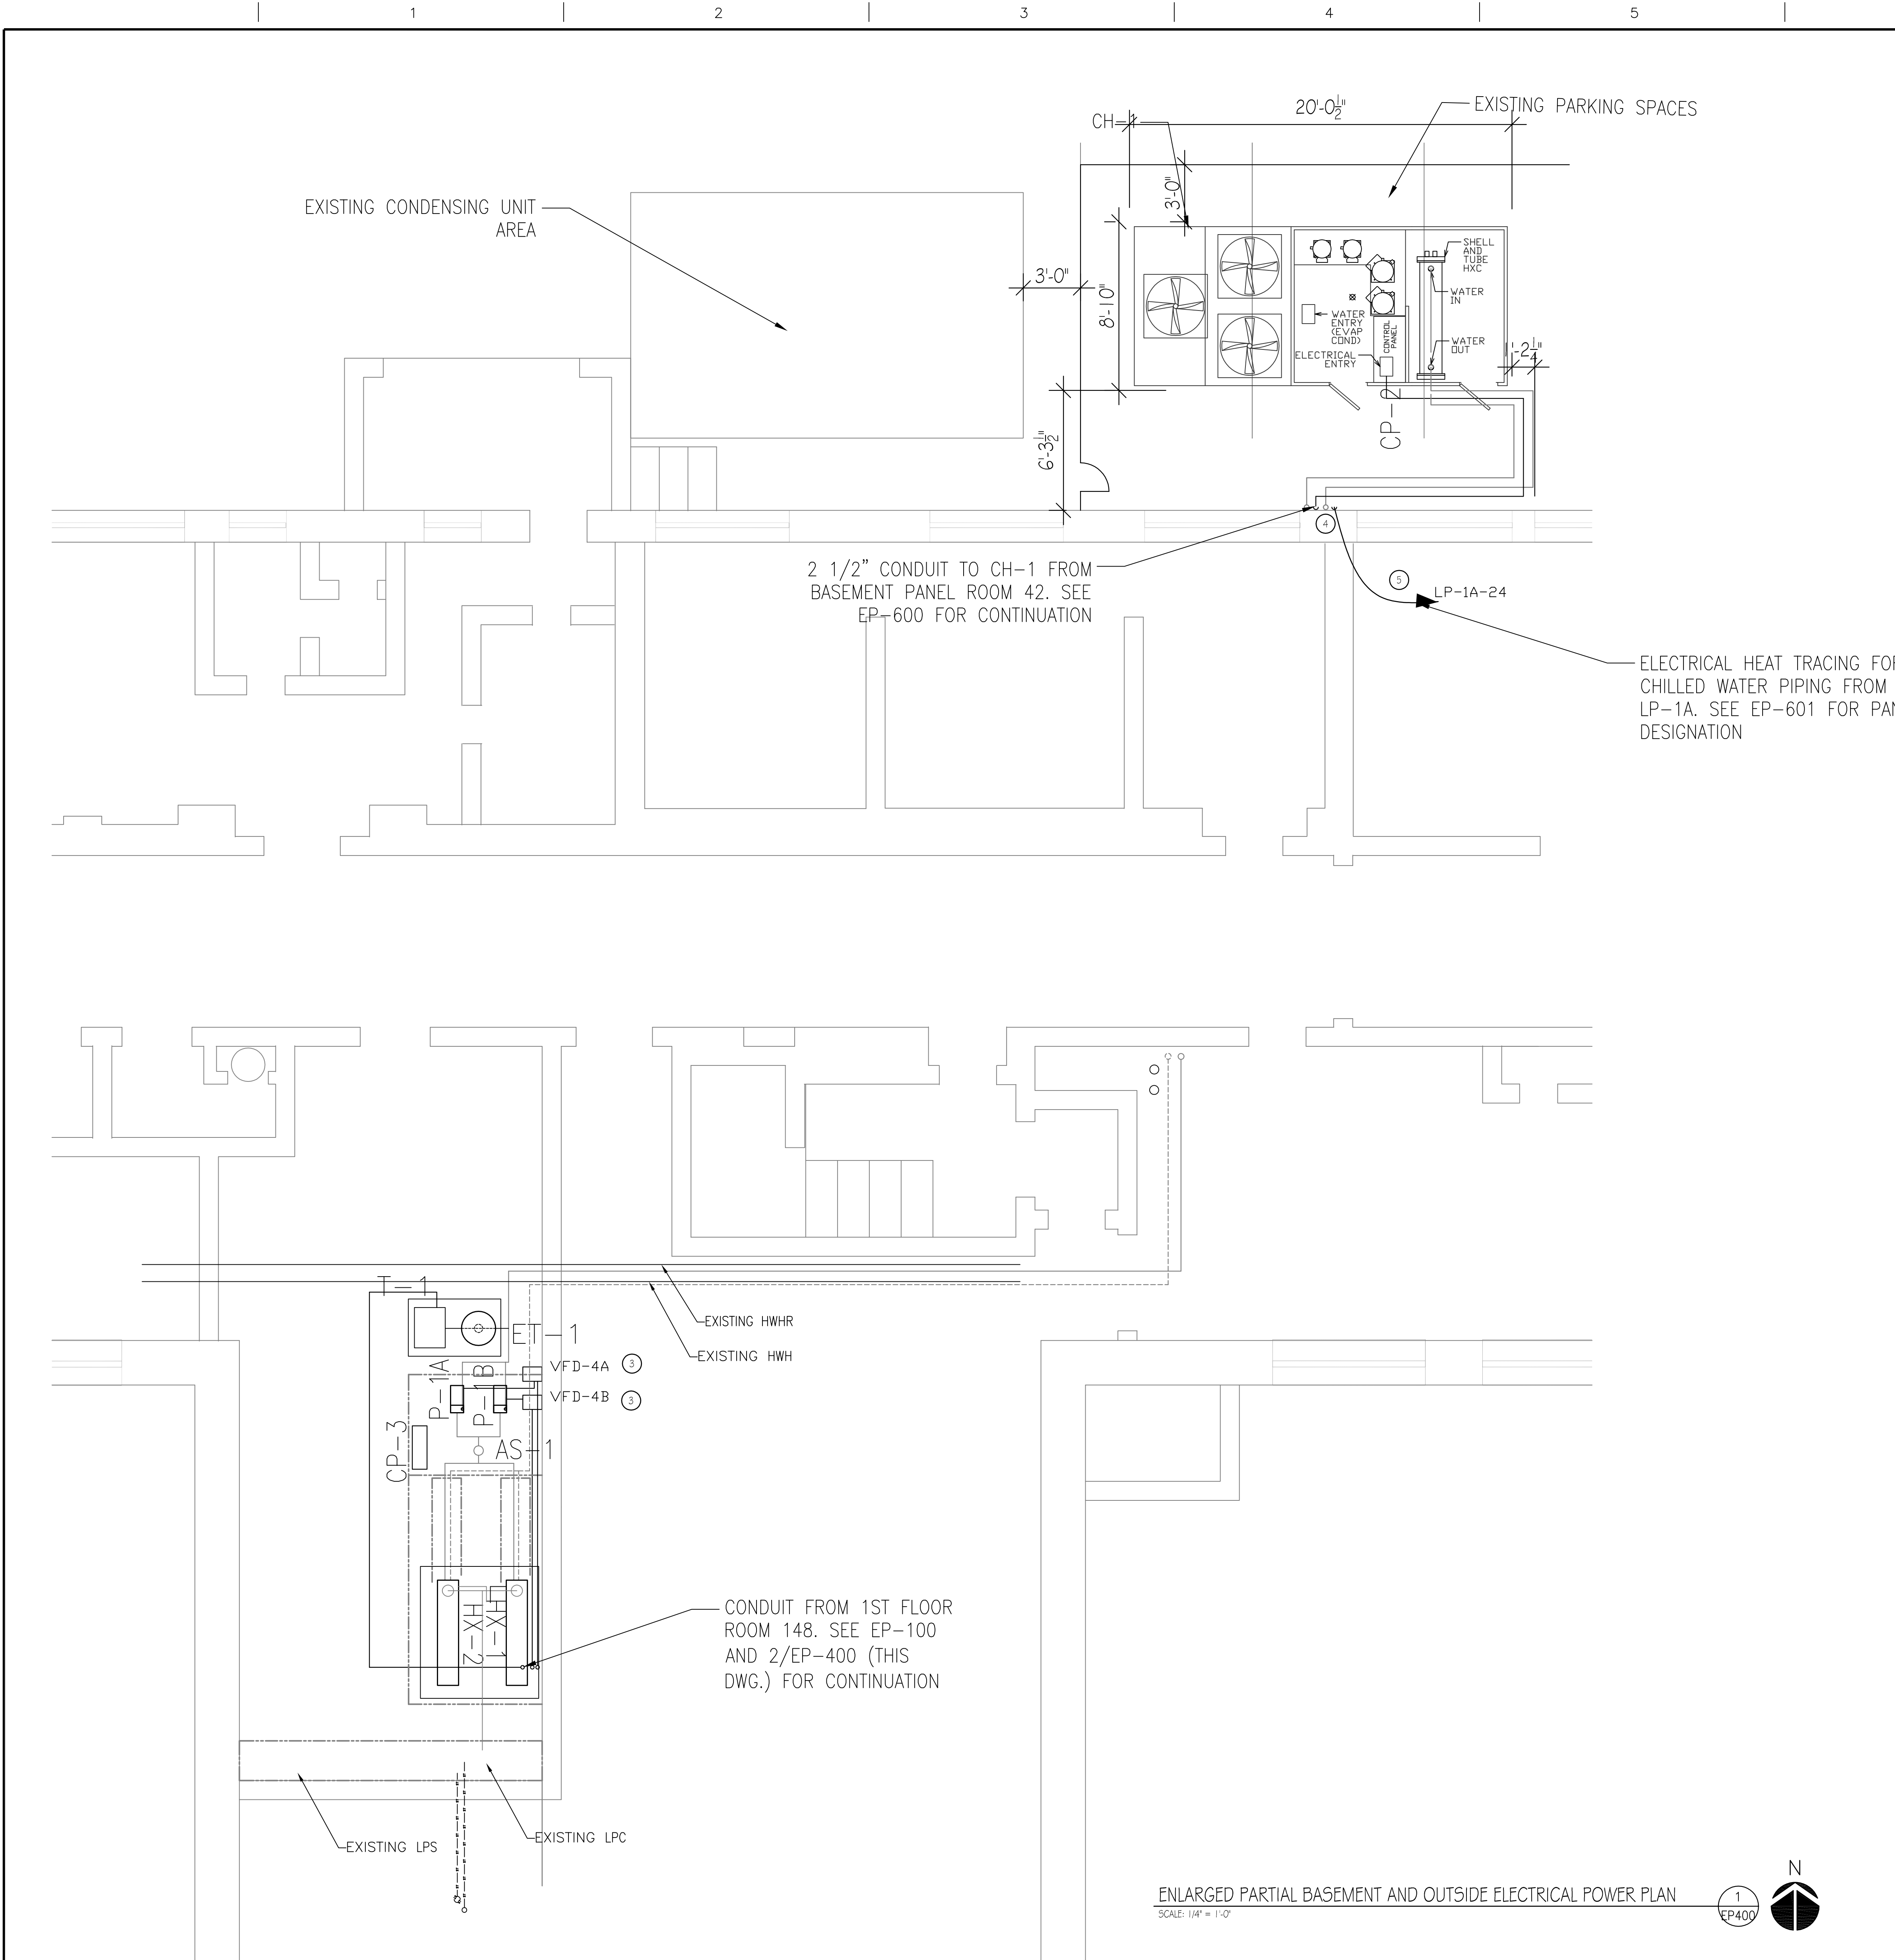 1
2
3
4
5
20'-0 1/2"
EXISTING PARKING SPACES
CH-1
3'-0"
EXISTING CONDENSING UNIT
AREA
3'-0"
8'-10"
SHELL
AND
TUBE
HXC
WATER
IN
WATER
ENTRY
(EVAP
COND)
CONTROL
PANEL
WATER
OUT
ELECTRICAL
ENTRY
1'-2 1/4"
CP-2
6'-3 1/2"
4
2 1/2" CONDUIT TO CH-1 FROM
BASEMENT PANEL ROOM 42. SEE
EP-600 FOR CONTINUATION
5
LP-1A-24
ELECTRICAL HEAT TRACING FOR
CHILLED WATER PIPING FROM
LP-1A. SEE EP-601 FOR PAN
DESIGNATION
T-1
EXISTING HWHR
ET-1
EXISTING HWH
VFD-4A
3
P-1A
P-1B
VFD-4B
3
CP-3
AS-1
HX-2
HX-1
CONDUIT FROM 1ST FLOOR
ROOM 148. SEE EP-100
AND 2/EP-400 (THIS
DWG.) FOR CONTINUATION
EXISTING LPS
EXISTING LPC
ENLARGED PARTIAL BASEMENT AND OUTSIDE ELECTRICAL POWER PLAN
SCALE: 1/4" = 1'-0"
1
EP400
N